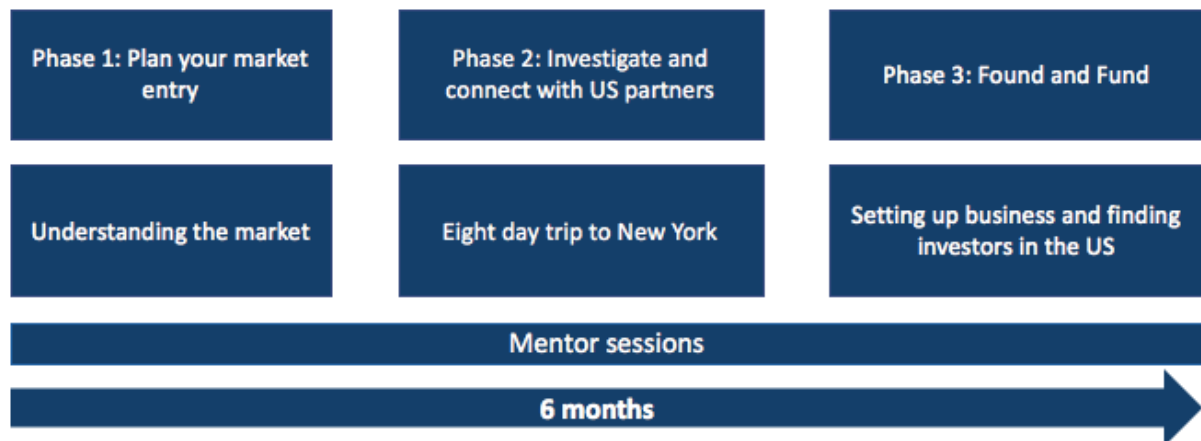 Phase 1: Plan your market
entry
Phase 2: Investigate and
connect with US partners
Phase 3: Found and Fund
Understanding the market
Eight day trip to New York
Setting up business and finding
investors in the US
Mentor sessions
6 months